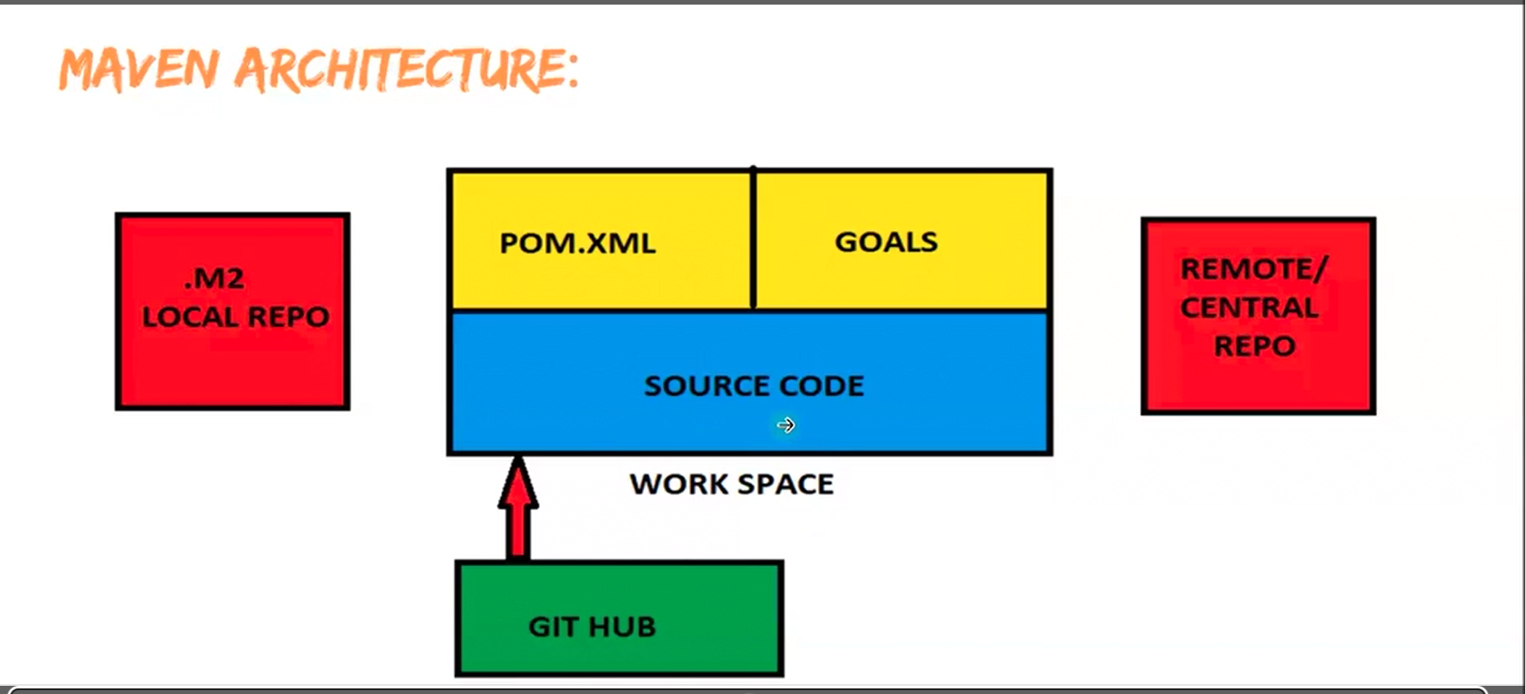 MAVEN ARCHITECTURE:
.M2
LOCAL REPO
POM.XML
GOALS
REMOTE/
CENTRAL
REPO
SOURCE CODE
WORK SPACE
GIT HUB